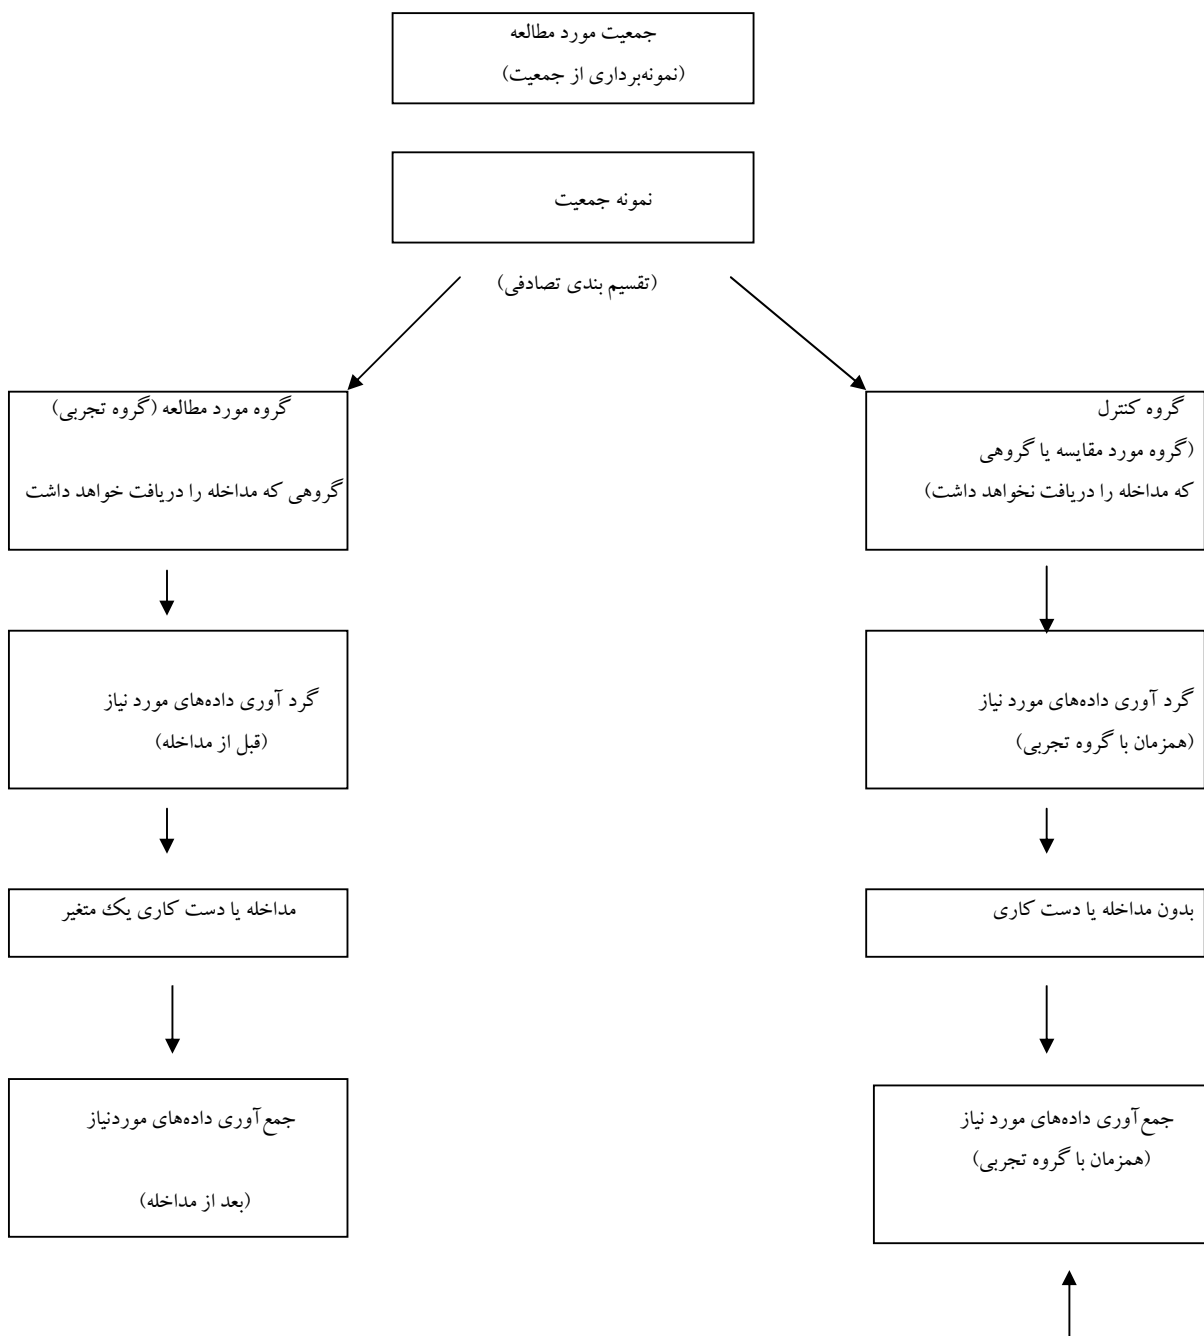 جمعیت مورد مطالعه
(نمونه‌برداری از جمعیت)
نمونه جمعیت
(تقسیم بندی تصادفی)
گروه کنترل
(گروه مورد مقایسه یا گروهی
که مداخله را دریافت نخواهد داشت)
گروه مورد مطالعه (گروه تجربی)
گروهی که مداخله را دریافت خواهد داشت
گرد آوری داده‌های مورد نیاز
(همزمان با گروه تجربی)
گرد آوری داده‌های مورد نیاز
(قبل از مداخله)
بدون مداخله یا دست کاری
مداخله یا دست کاری یک متغیر
جمع‌آوری داده‌های مورد نیاز
(همزمان با گروه تجربی)
جمع‌آوری داده‌های موردنیاز
(بعد از مداخله)